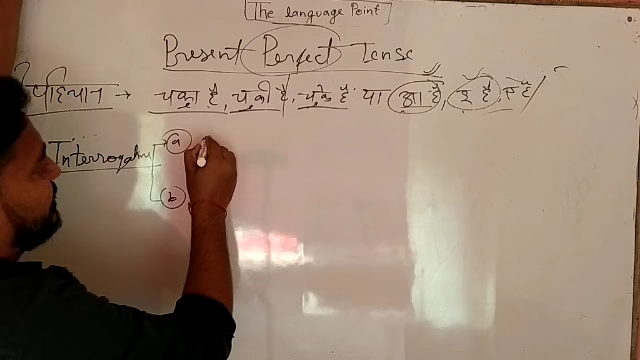 The language Point
Present Perfect Tense
पहिचान → चुका है, चुकी है, चुके हैं या आ है, ई है, ए हैं
Interrogative
a
b